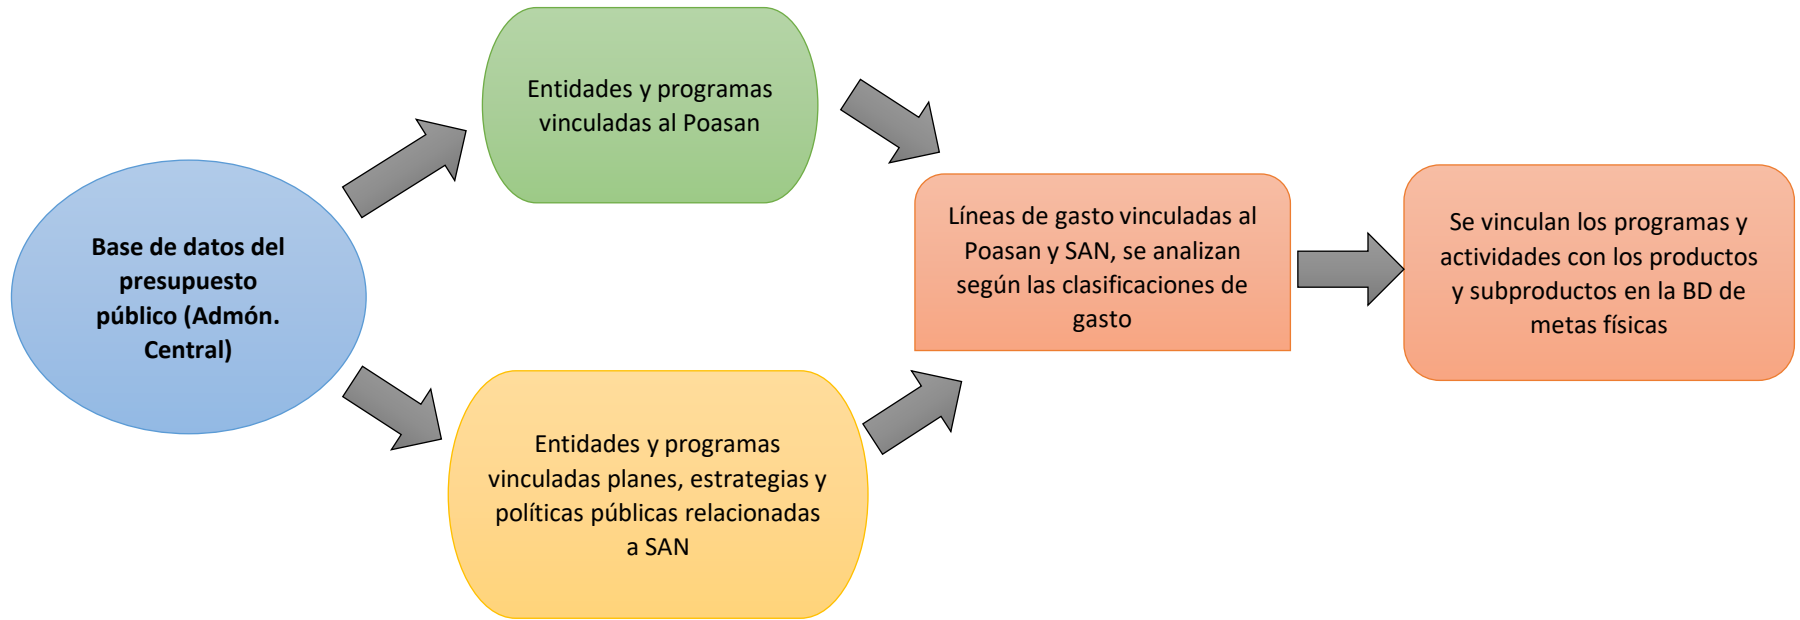 Base de datos del
presupuesto
público (Admón.
Central)
Entidades y programas
vinculadas al Poasan
Entidades y programas
vinculadas planes, estrategias y
políticas públicas relacionadas
a SAN
Líneas de gasto vinculadas al
Poasan y SAN, se analizan
según las clasificaciones de
gasto
Se vinculan los programas y
actividades con los productos
y subproductos en la BD de
metas físicas